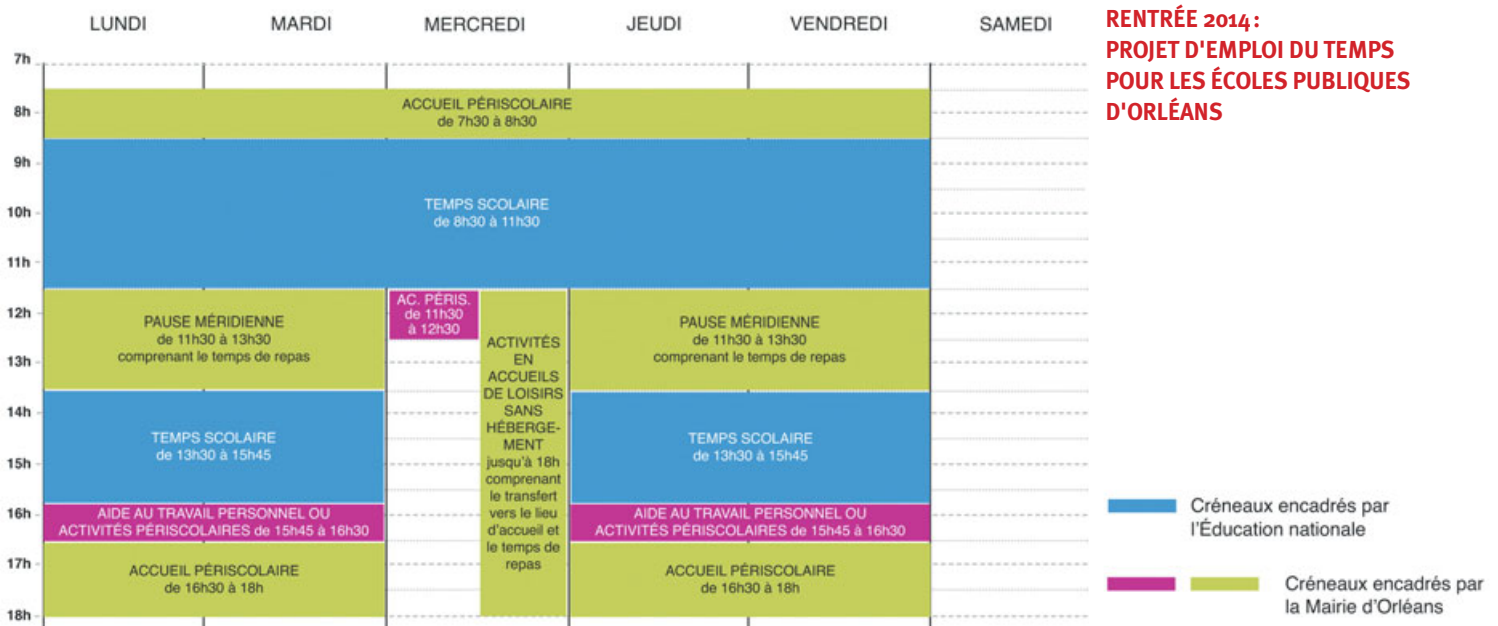 LUNDI MARDI MERCREDI JEUDI VENDREDI SAMEDI
RENTRÉE 2014 :
PROJET D'EMPLOI DU TEMPS
POUR LES ÉCOLES PUBLIQUES
D'ORLÉANS
7h
8h
9h
10h
11h
12h
13h
14h
15h
16h
17h
18h
ACCUEIL PÉRISCOLAIRE
de 7h30 à 8h30
TEMPS SCOLAIRE
de 8h30 à 11h30
PAUSE MÉRIDIENNE
de 11h30 à 13h30
comprenant le temps de repas
AC. PÉRIS.
de 11h30
à 12h30
ACTIVITÉS
EN
ACCUEILS
DE LOISIRS
SANS
HÉBERGE-
MENT
jusqu'à 18h
comprenant
le transfert
vers le lieu
d'accueil et
le temps de
repas
PAUSE MÉRIDIENNE
de 11h30 à 13h30
comprenant le temps de repas
TEMPS SCOLAIRE
de 13h30 à 15h45
TEMPS SCOLAIRE
de 13h30 à 15h45
AIDE AU TRAVAIL PERSONNEL OU
ACTIVITÉS PÉRISCOLAIRES de 15h45 à 16h30
AIDE AU TRAVAIL PERSONNEL OU
ACTIVITÉS PÉRISCOLAIRES de 15h45 à 16h30
ACCUEIL PÉRISCOLAIRE
de 16h30 à 18h
ACCUEIL PÉRISCOLAIRE
de 16h30 à 18h
Créneaux encadrés par
l'Éducation nationale
Créneaux encadrés par
la Mairie d'Orléans